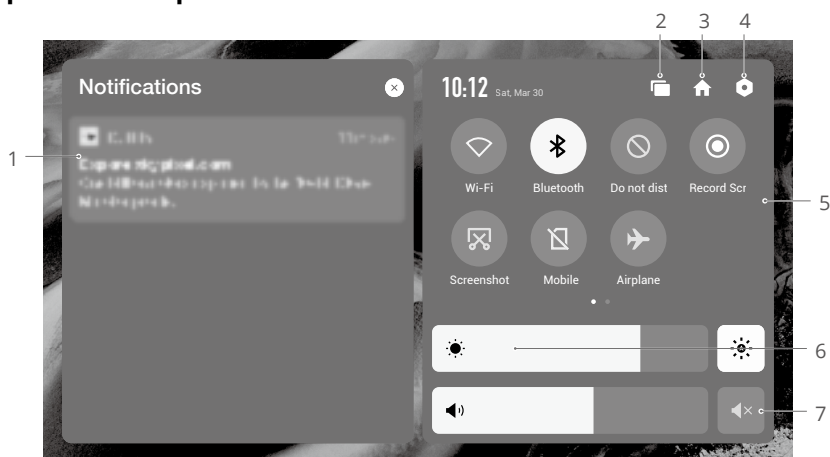 2 3 4
Notifications
10:12 Sat, Mar 30
1
Wi-Fi Bluetooth Do not dist Record Scr
5
Screenshot Mobile Airplane
6
7